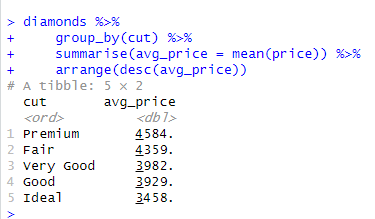 > diamonds %>%
+     group_by(cut) %>%
+     summarise(avg_price = mean(price)) %>%
+     arrange(desc(avg_price))
# A tibble: 5 × 2
  cut       avg_price
  <ord>         <dbl>
1 Premium       4584.
2 Fair          4359.
3 Very Good     3982.
4 Good          3929.
5 Ideal         3458.
>